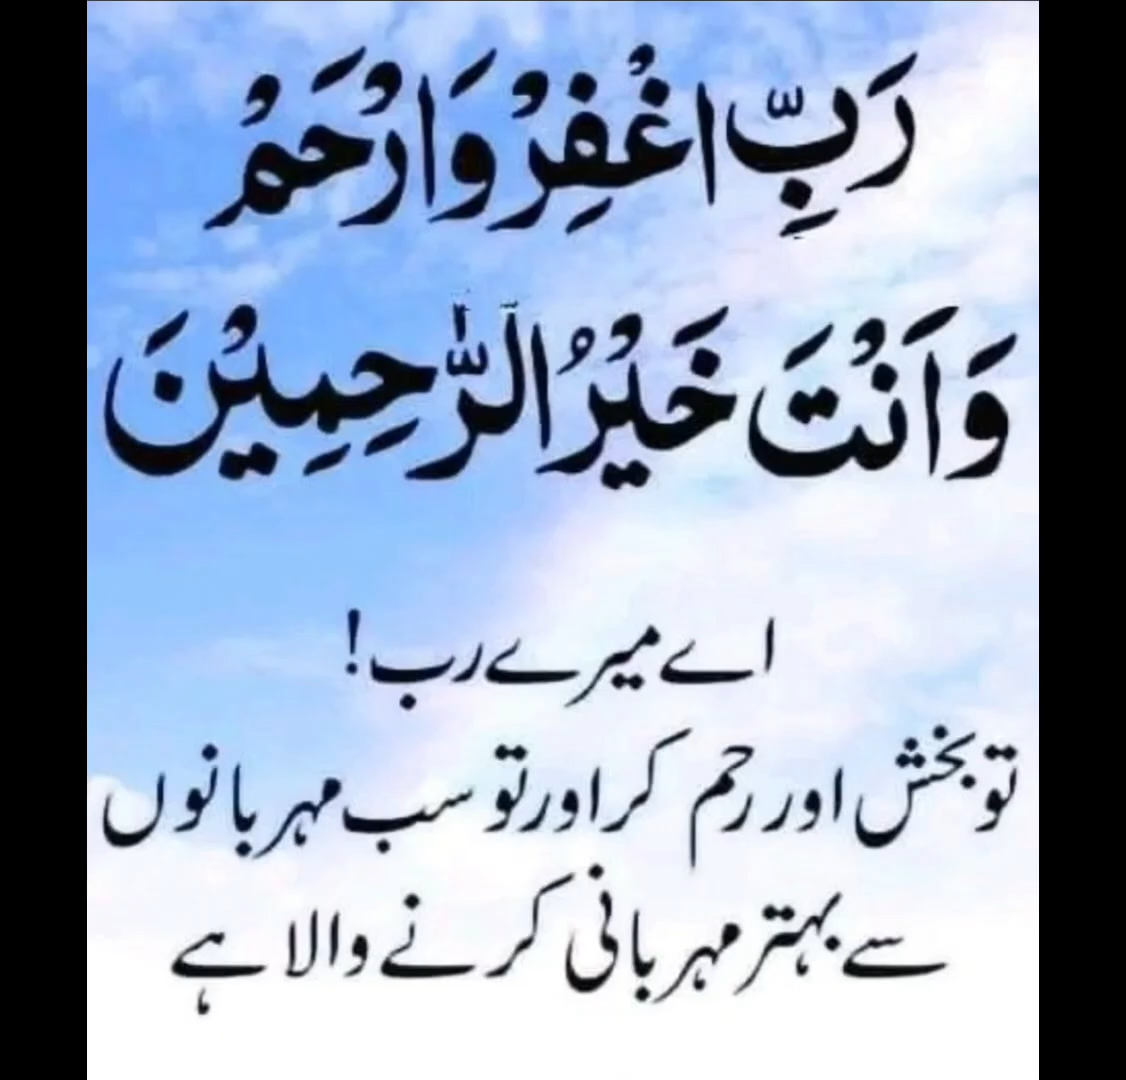 رَبِّ اغْفِرْ وَارْحَمْ
وَاَنْتَ خَيْرُ الرّٰحِمِيْنَ
اے میرے رب!
تو بخش اور رحم کر اور تو سب مہربانوں
سے بہتر مہربانی کرنے والا ہے